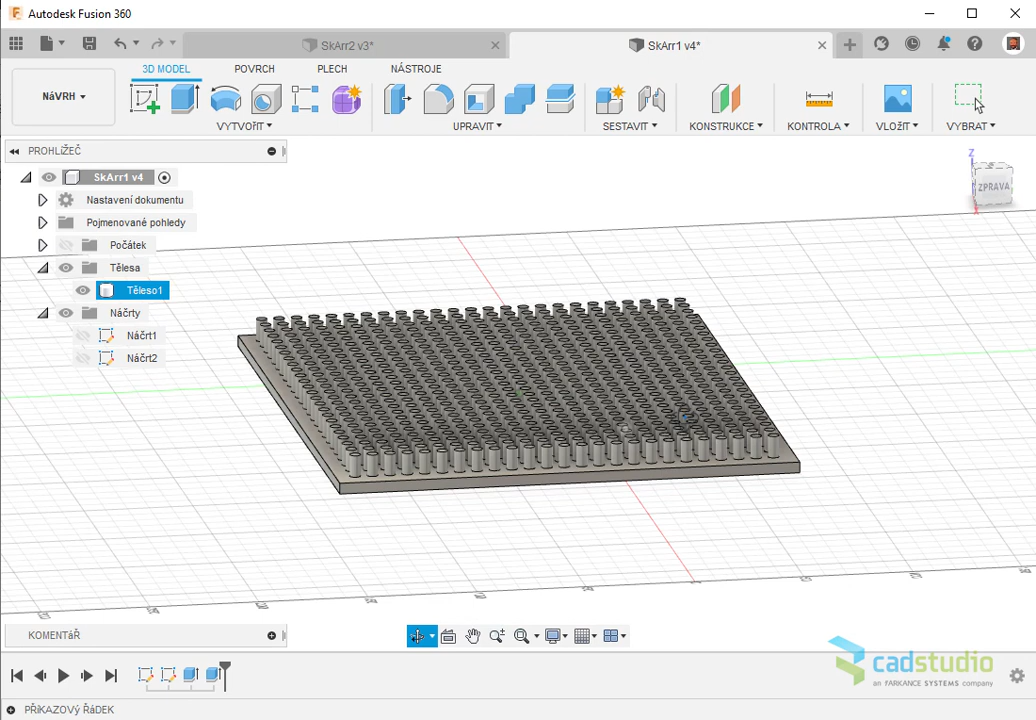 Autodesk Fusion 360
SkArr2 v3*
SkArr1 v4*
NáVRH
3D MODEL
POVRCH
PLECH
NÁSTROJE
VYTVOŘIT
UPRAVIT
SESTAVIT
KONSTRUKCE
KONTROLA
VLOŽIT
VYBRAT
PROHLÍŽEČ
SkArr1 v4
Nastavení dokumentu
Pojmenované pohledy
Počátek
Tělesa
Těleso1
Náčrty
Náčrt1
Náčrt2
Z
ZPRAVA
KOMENTář
cadstudio
an FARKANCE SYSTEMS company
PŘíKAZOVý ŘáDEK